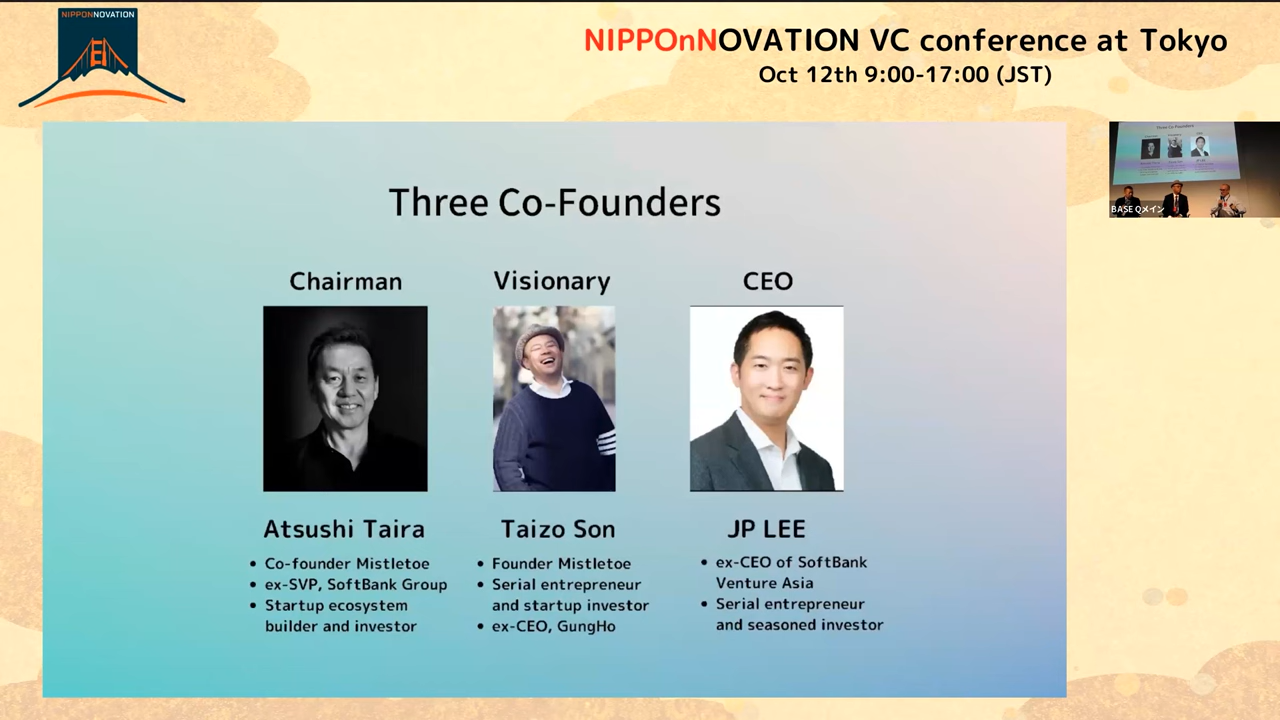 NIPPONNOVATION
NIPPOnNOVATION VC conference at Tokyo
Oct 12th 9:00-17:00 (JST)
Three Co-Founders
Chairman
Visionary
CEO
Atsushi Taira
• Co-founder Mistletoe
• ex-SVP, SoftBank Group
• Startup ecosystem
builder and investor
Taizo Son
• Founder Mistletoe
• Serial entrepreneur
and startup investor
• ex-CEO, GungHo
JP LEE
• ex-CEO of SoftBank
Venture Asia
• Serial entrepreneur
and seasoned investor
Three Co-Founders
BASE Qメイン